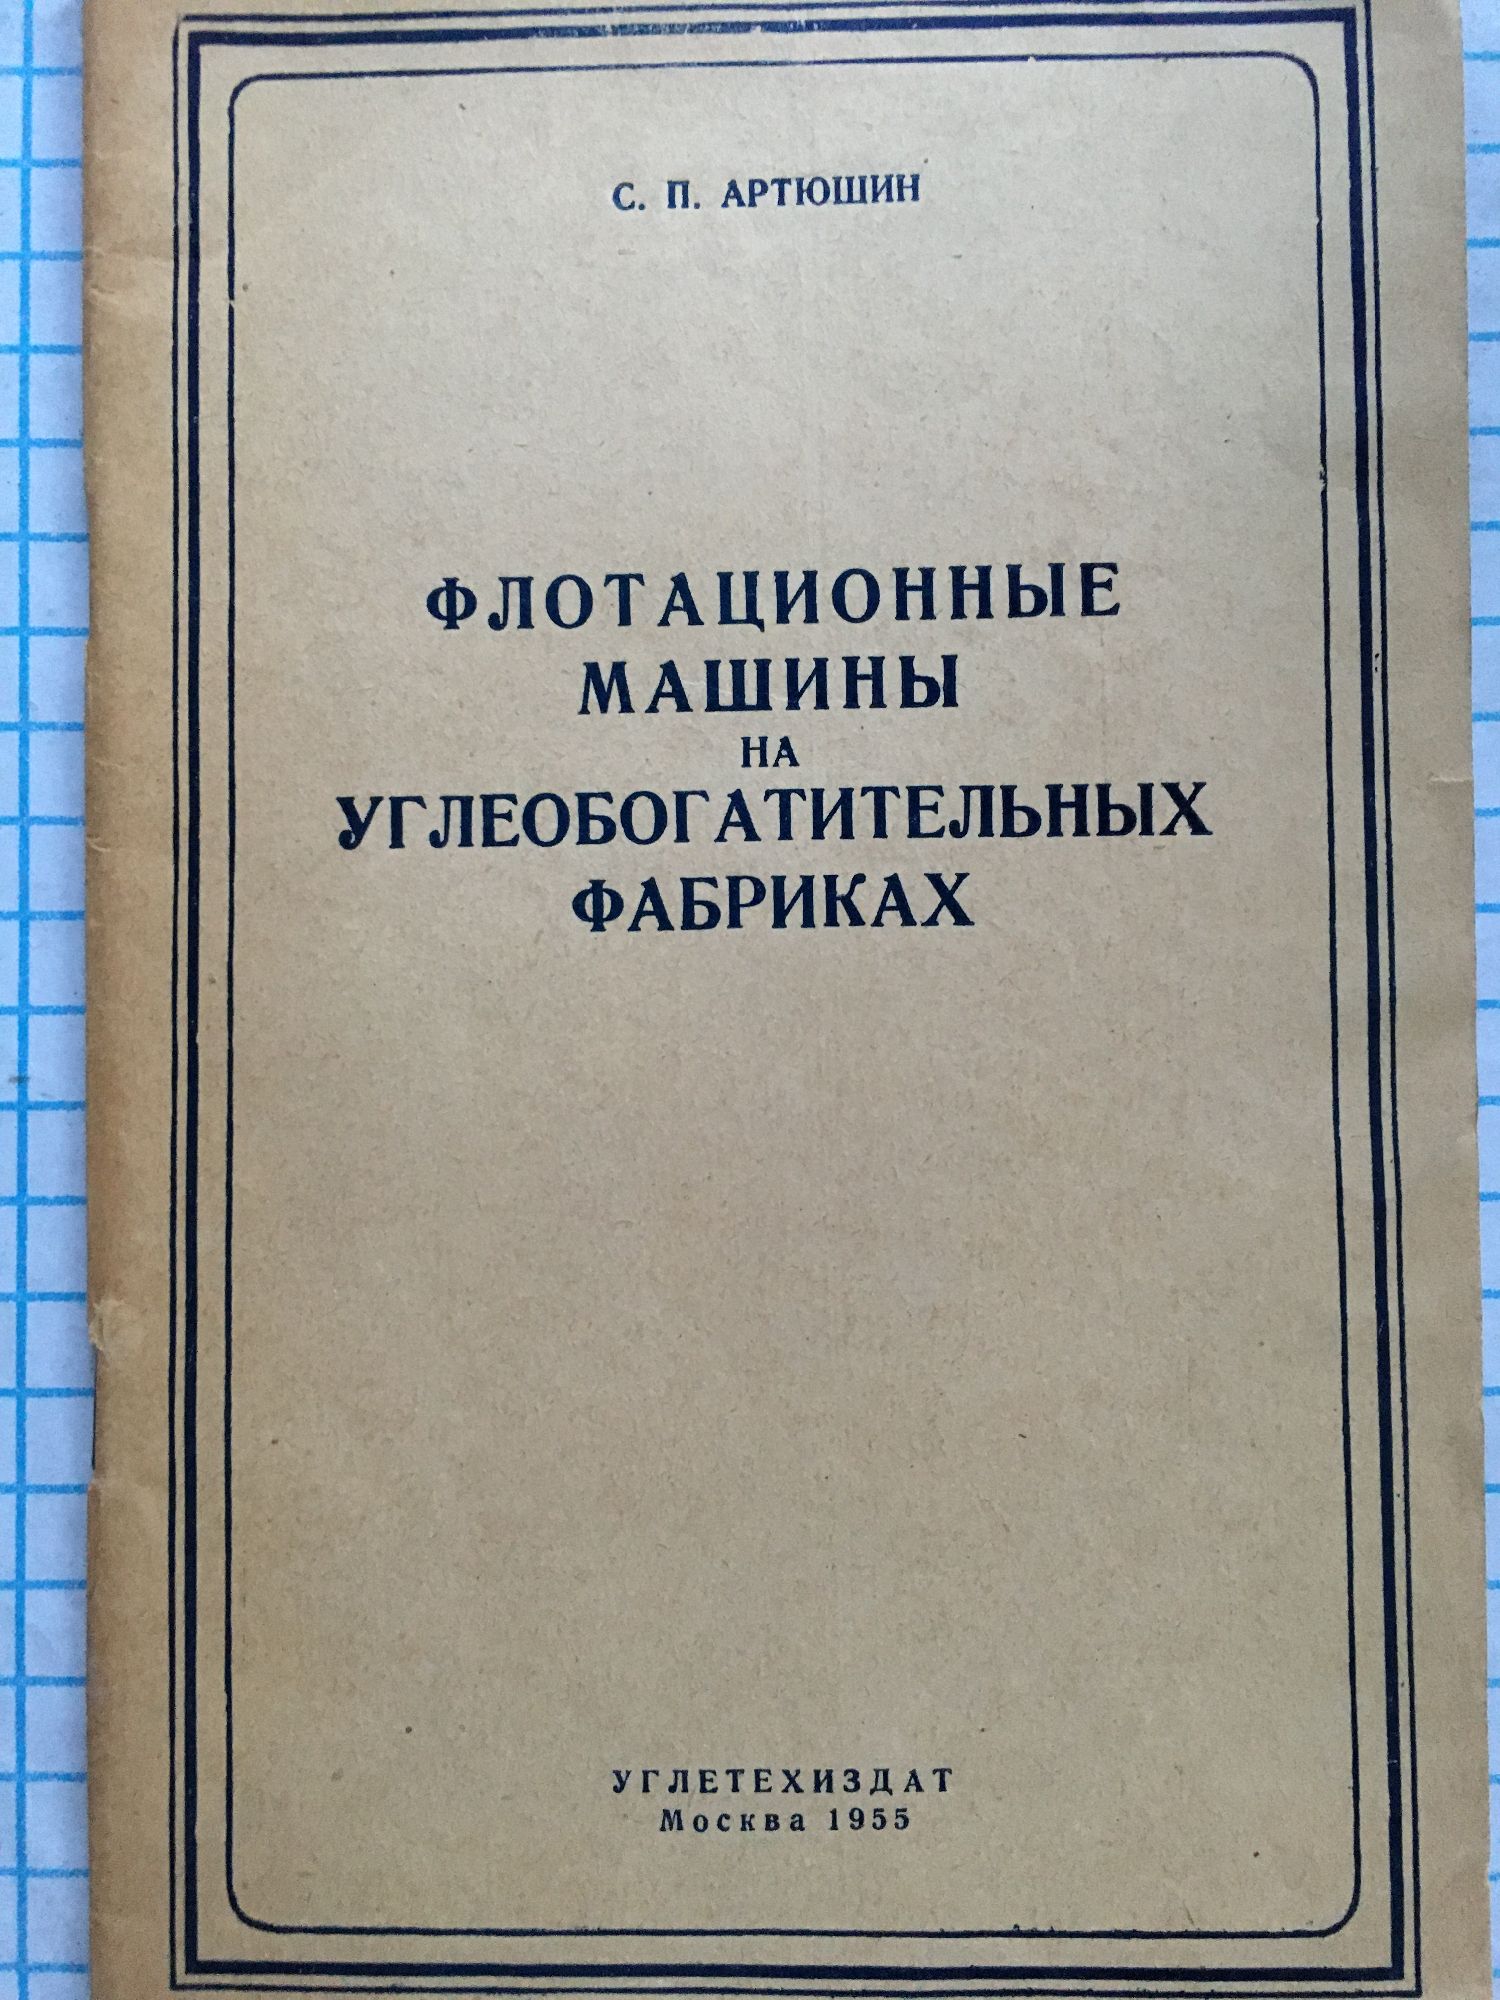 С. П. АРТЮШИН
ФЛОТАЦИОННЫЕ
МАШИНЫ
НА
УГЛЕОБОГАТИТЕЛЬНЫХ
ФАБРИКАХ
УГЛЕТЕХИЗДАТ
Москва 1955